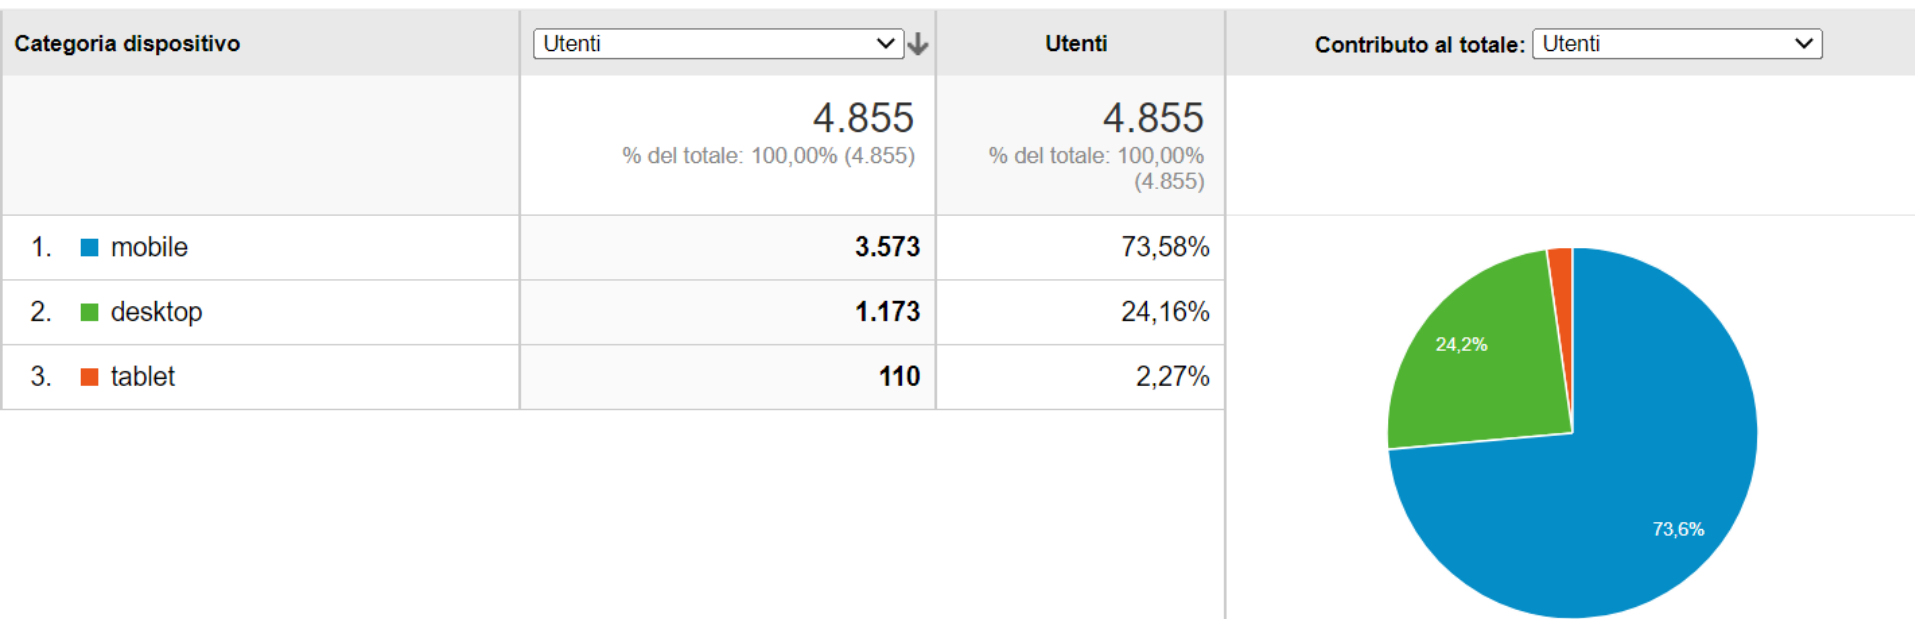 Categoria dispositivo
Utenti
Utenti
Contributo al totale: Utenti
4.855
% del totale: 100,00% (4.855)
4.855
% del totale: 100,00%
(4.855)
1. mobile 3.573 73,58%
2. desktop 1.173 24,16%
3. tablet 110 2,27%
24,2%
73,6%